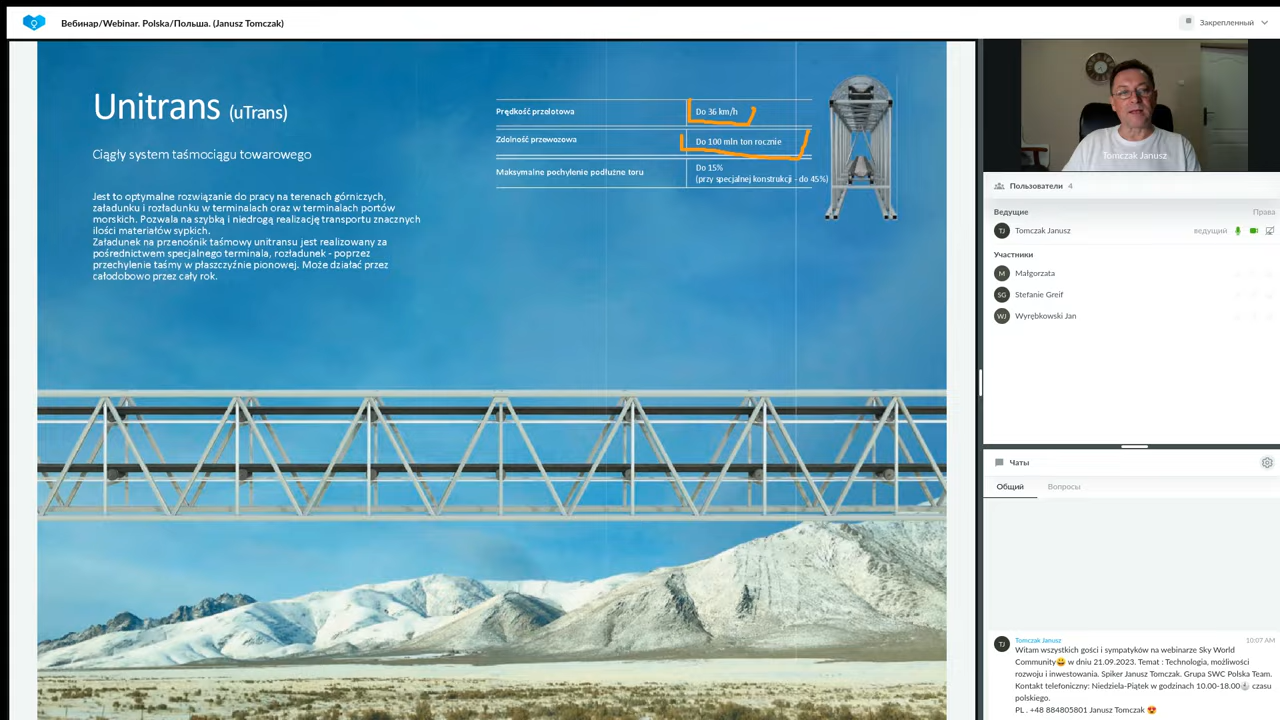 Вебинар/Webinar. Polska/Польша. (Janusz Tomczak)
Закрепленный
Unitrans (uTrans)
Ciągły system taśmociągu towarowego
Jest to optymalne rozwiązanie do pracy na terenach górniczych,
załadunku i rozładunku w terminalach oraz w terminalach portów
morskich. Pozwala na szybką i niedrogą realizację transportu znacznych
ilości materiałów sypkich.
Załadunek na przenośnik taśmowy unitransu jest realizowany za
pośrednictwem specjalnego terminala, rozładunek - poprzez
przechylenie taśmy w płaszczyźnie pionowej. Może działać przez
całodobowo przez cały rok.
Prędkość przelotowa
Do 36 km/h
Zdolność przewozowa
Do 100 mln ton rocznie
Maksymalne pochylenie podłużne toru
Do 15%
(przy specjalnej konstrukcji - do 45%)
Tomczak Janusz
Пользователи 4
Ведущие Права
TJ Tomczak Janusz ведущий
Участники
M Małgorzata
SG Stefanie Greif
WJ Wyrębkowski Jan
Чаты
Общий Вопросы
TJ Tomczak Janusz 10:07 AM
Witam wszystkich gości i sympatyków na webinarze Sky World
Community😀 w dniu 21.09.2023. Temat : Technologia, możliwości
rozwoju i inwestowania. Spiker Janusz Tomczak. Grupa SWC Polska Team.
Kontakt telefoniczny: Niedziela-Piątek w godzinach 10.00-18.00 czasu
polskiego.
PL . +48 884805801 Janusz Tomczak 😍